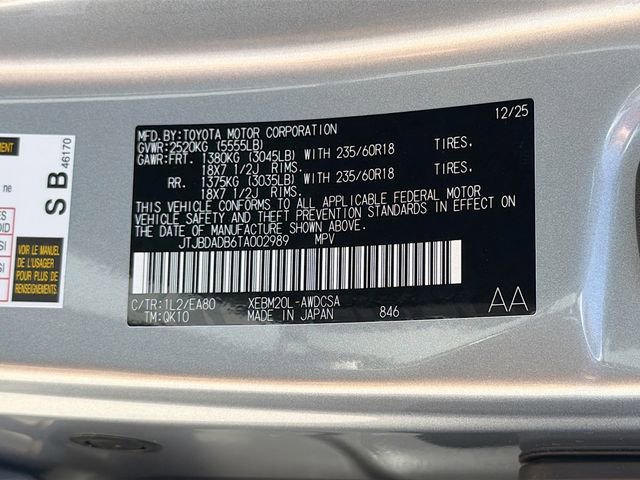 12/25
MFD.BY:TOYOTA MOTOR CORPORATION
GVWR:2520KG (5555LB)
GAWR:FRT. 1380KG (3045LB) WITH 235/60R18 TIRES.
18X7 1/2J RIMS.
RR. 1375KG (3035LB) WITH 235/60R18 TIRES.
18X7 1/2J RIMS.
THIS VEHICLE CONFORMS TO ALL APPLICABLE FEDERAL MOTOR
VEHICLE SAFETY AND THEFT PREVENTION STANDARDS IN EFFECT ON
THE DATE OF MANUFACTURE SHOWN ABOVE.
JTJBDADB6TA002989 MPV
C/TR:1L2/EA80 XEBM20L-AWDCSA
TM:QK10 MADE IN JAPAN 846
AA
SB
46170
ne
VOIR LE MANUEL
POUR PLUS DE
RENSEIGNEMENTS